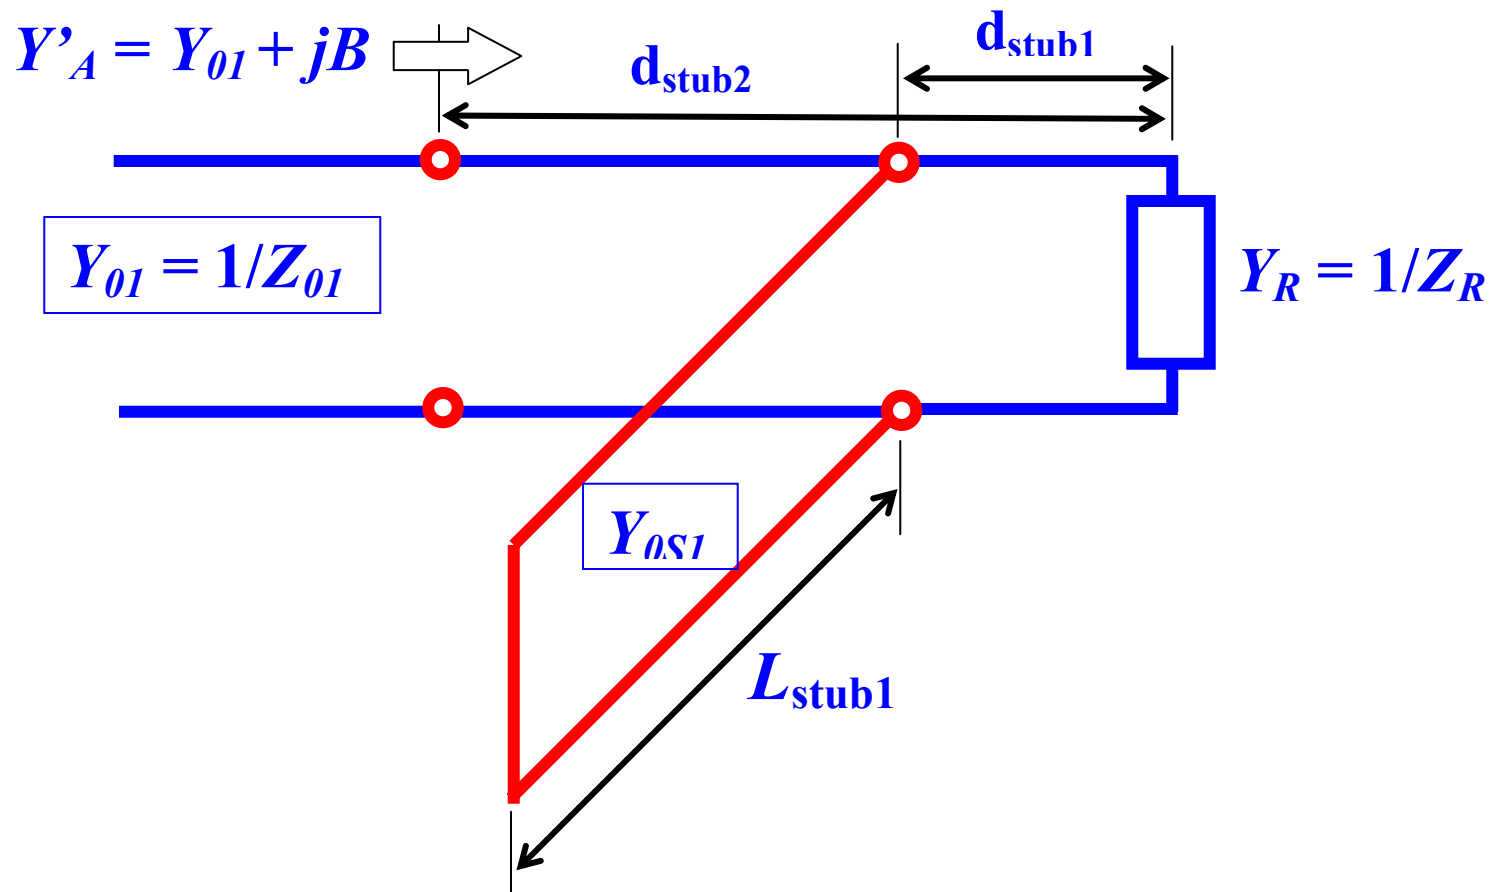 Y’A = Y01 + jB
dstub2
dstub1
Y01 = 1/Z01
YR = 1/ZR
Y0S1
Lstub1